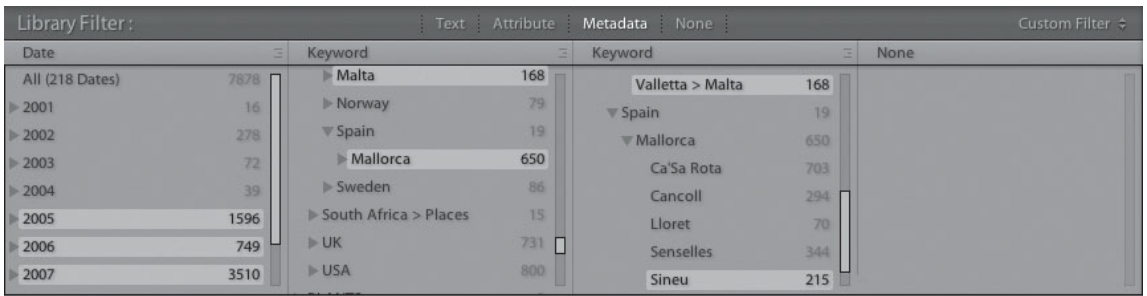 Library Filter : Text Attribute Metadata None Custom Filter
Date Keyword Keyword None
All (218 Dates) 7878
2001 16
2002 278
2003 72
2004 39
2005 1596
2006 749
2007 3510
Malta 168
Norway 79
Spain 19
Mallorca 650
Sweden 86
South Africa > Places 15
UK 731
USA 800
Valletta > Malta 168
Spain 19
Mallorca 650
Ca'Sa Rota 703
Cancoll 294
Lloret 70
Senselles 344
Sineu 215